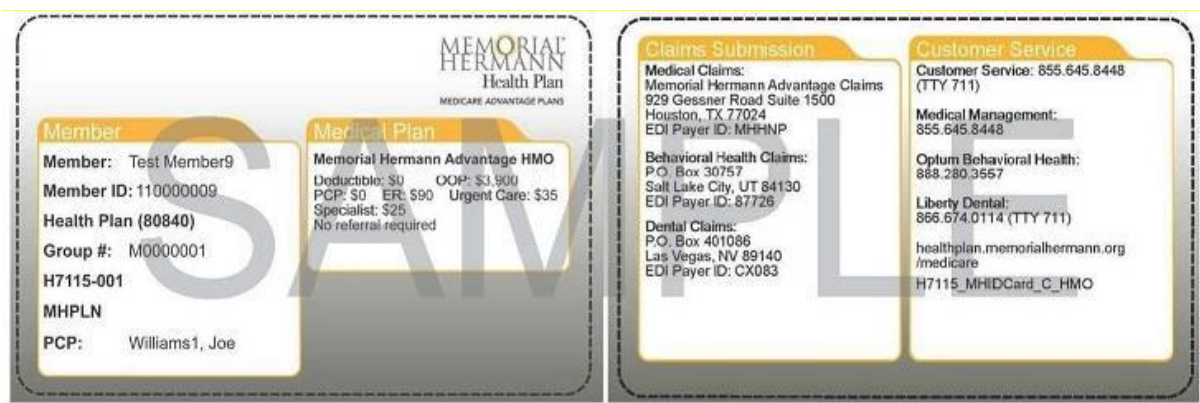 MEMORIAL
HERMANN
Health Plan
MEDICARE ADVANTAGE PLANS
Member
Member: Test Member9
Member ID: 110000009
Health Plan (80840)
Group #: M0000001
H7115-001
MHPLN
PCP: Williams1, Joe
Medical Plan
Memorial Hermann Advantage HMO
Deductible: $0 OOP: $3,900
PCP: $0 ER: $90 Urgent Care: $35
Specialist: $25
No referral required
Claims Submission
Medical Claims:
Memorial Hermann Advantage Claims
929 Gessner Road Suite 1500
Houston, TX 77024
EDI Payer ID: MHHNP
Behavioral Health Claims:
P.O. Box 30757
Salt Lake City, UT 84130
EDI Payer ID: 87726
Dental Claims:
P.O. Box 401086
Las Vegas, NV 89140
EDI Payer ID: CX083
Customer Service
Customer Service: 855.645.8448
(TTY 711)
Medical Management:
855.645.8448
Optum Behavioral Health:
888.280.3557
Liberty Dental:
866.674.0114 (TTY 711)
healthplan.memorialhermann.org
/medicare
H7115_MHIDCard_C_HMO
SAMPLE